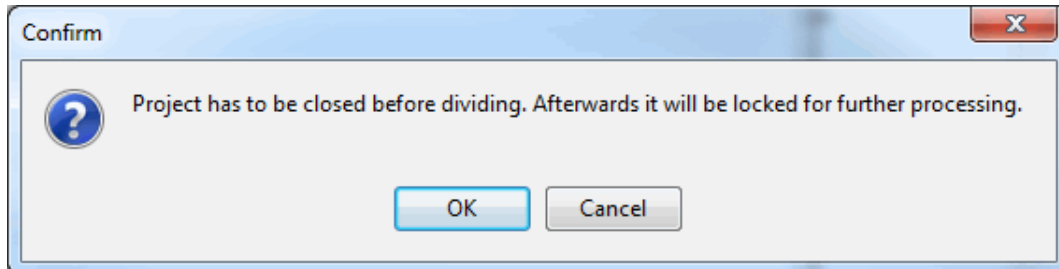 Confirm
Project has to be closed before dividing. Afterwards it will be locked for further processing.
OK
Cancel